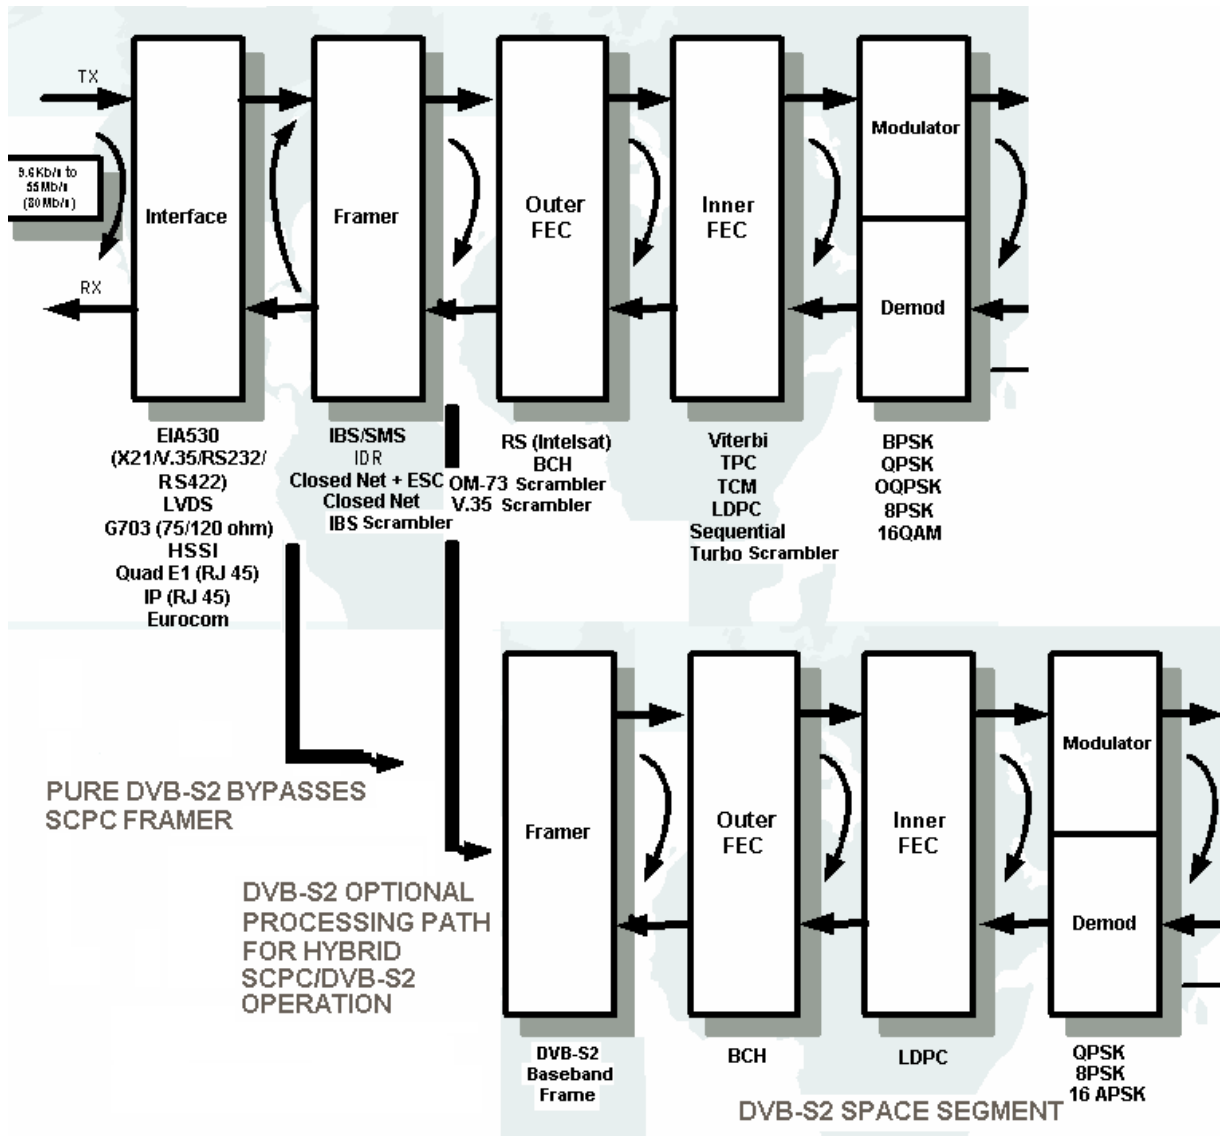 TX
9.6Kb/s to
55Mb/s
(80Mb/s)
RX
Interface
Framer
Outer
FEC
Inner
FEC
Modulator
Demod
EIA530
(X21/V.35/RS232/
RS422)
LVDS
G703 (75/120 ohm)
HSSI
Quad E1 (RJ 45)
IP (RJ 45)
Eurocom
IBS/SMS
IDR
Closed Net + ESC
Closed Net
IBS Scrambler
RS (Intelsat)
BCH
OM-73 Scrambler
V.35 Scrambler
Viterbi
TPC
TCM
LDPC
Sequential
Turbo Scrambler
BPSK
QPSK
OQPSK
8PSK
16QAM
PURE DVB-S2 BYPASSES
SCPC FRAMER
DVB-S2 OPTIONAL
PROCESSING PATH
FOR HYBRID
SCPC/DVB-S2
OPERATION
Framer
Outer
FEC
Inner
FEC
Modulator
Demod
DVB-S2
Baseband
Frame
BCH
LDPC
QPSK
8PSK
16 APSK
DVB-S2 SPACE SEGMENT